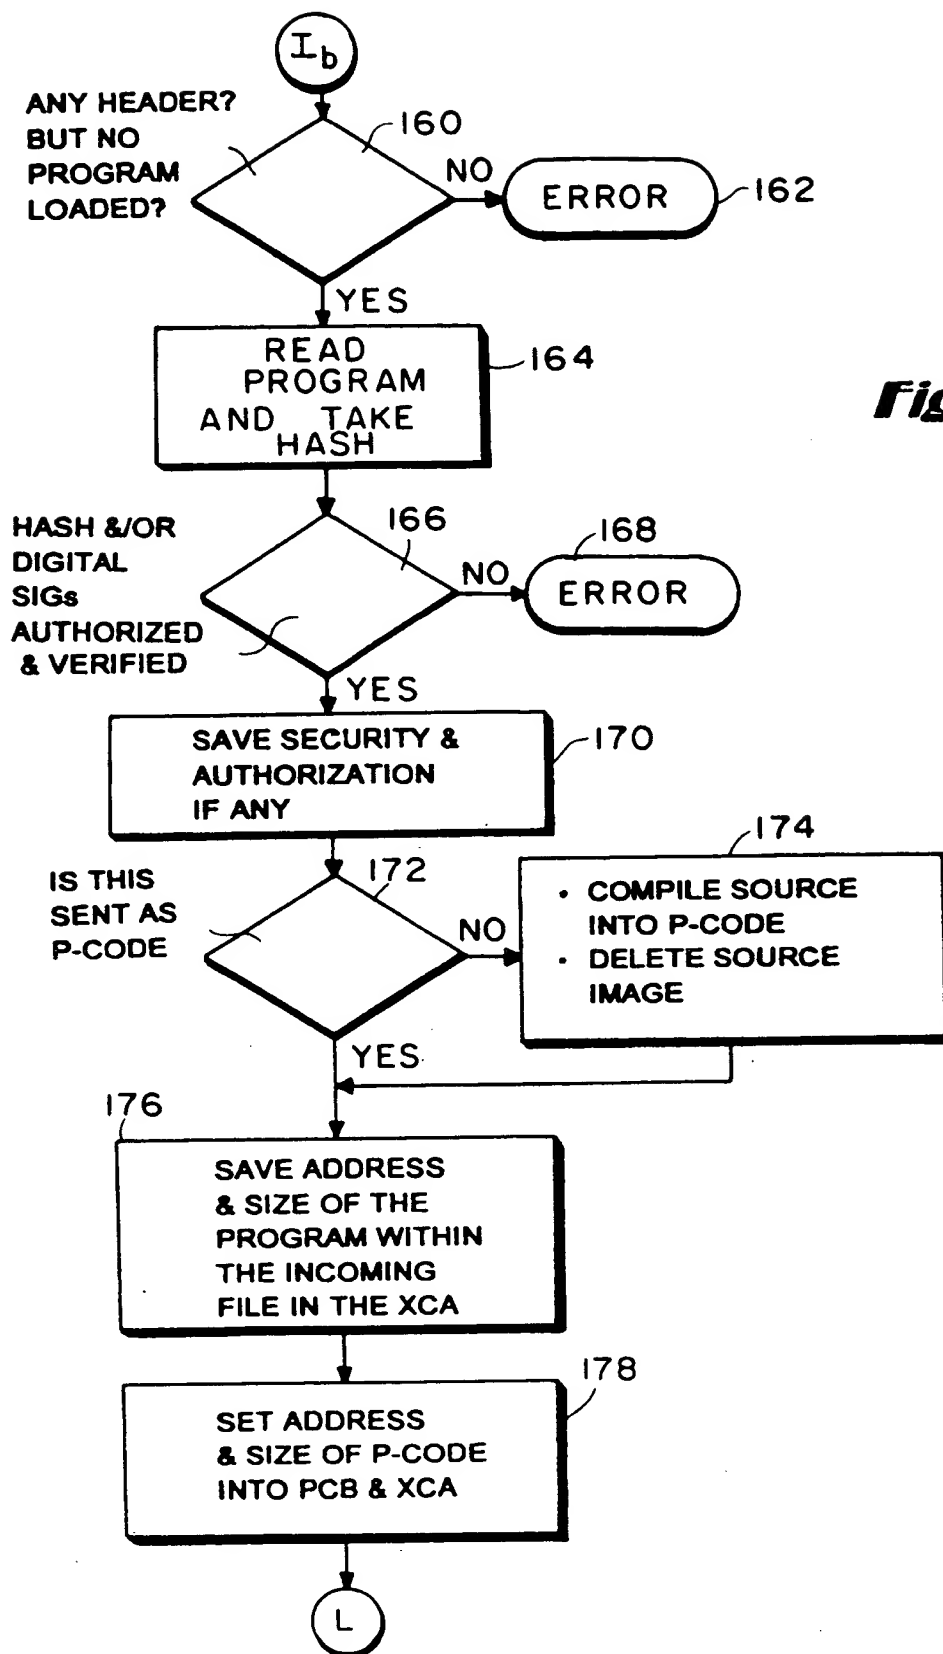 Ib
ANY HEADER?
BUT NO
PROGRAM
LOADED?
160
NO
ERROR
162
YES
READ
PROGRAM
AND TAKE
HASH
164
Fig
HASH &/OR
DIGITAL
SIGs
AUTHORIZED
& VERIFIED
166
NO
168
ERROR
YES
SAVE SECURITY &
AUTHORIZATION
IF ANY
170
IS THIS
SENT AS
P-CODE
172
NO
174
• COMPILE SOURCE
INTO P-CODE
• DELETE SOURCE
IMAGE
YES
176
SAVE ADDRESS
& SIZE OF THE
PROGRAM WITHIN
THE INCOMING
FILE IN THE XCA
178
SET ADDRESS
& SIZE OF P-CODE
INTO PCB & XCA
L